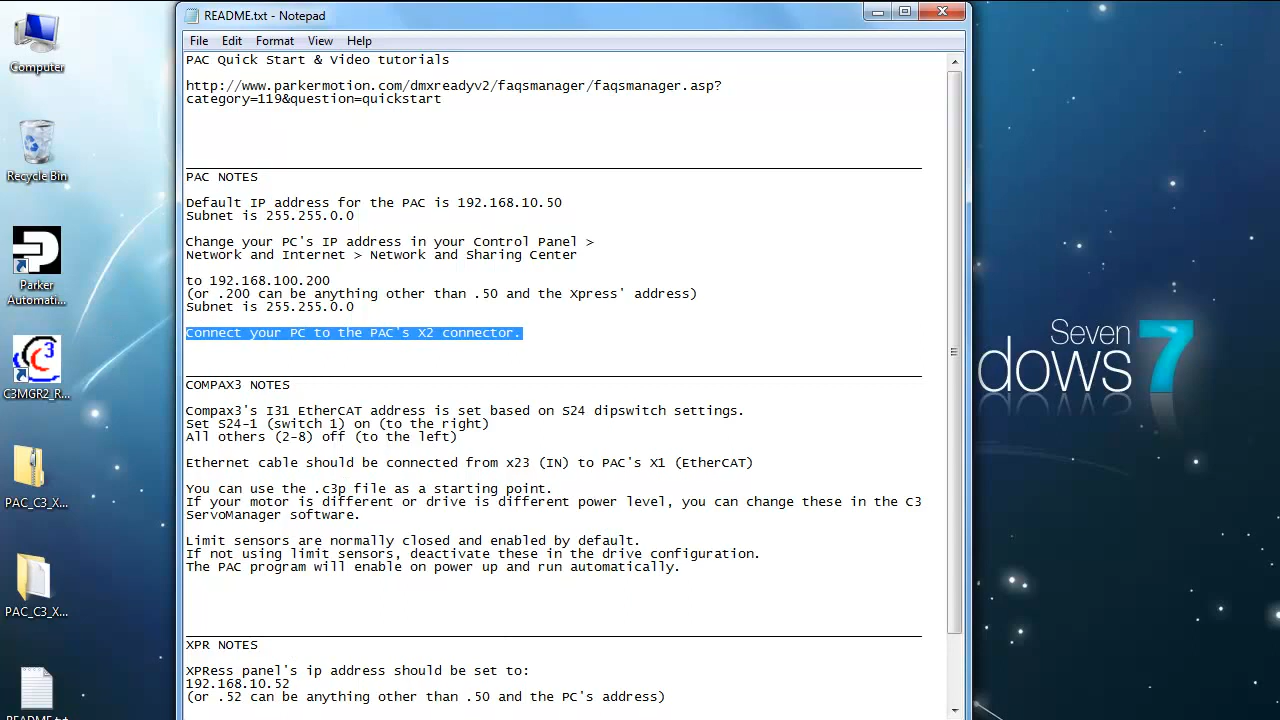 README.txt - Notepad
File Edit Format View Help
PAC Quick Start & Video tutorials
http://www.parkermotion.com/dmxreadyv2/faqsmanager/faqsmanager.asp?
category=119&question=quickstart
PAC NOTES
Default IP address for the PAC is 192.168.10.50
Subnet is 255.255.0.0
Change your PC's IP address in your Control Panel >
Network and Internet > Network and Sharing Center
to 192.168.100.200
(or .200 can be anything other than .50 and the Xpress' address)
Subnet is 255.255.0.0
Connect your PC to the PAC's X2 connector.
COMPAX3 NOTES
Compax3's I31 EtherCAT address is set based on S24 dipswitch settings.
Set S24-1 (switch 1) on (to the right)
All others (2-8) off (to the left)
Ethernet cable should be connected from x23 (IN) to PAC's X1 (EtherCAT)
You can use the .c3p file as a starting point.
If your motor is different or drive is different power level, you can change these in the C3
ServoManager software.
Limit sensors are normally closed and enabled by default.
If not using limit sensors, deactivate these in the drive configuration.
The PAC program will enable on power up and run automatically.
XPR NOTES
XPRess panel's ip address should be set to:
192.168.10.52
(or .52 can be anything other than .50 and the PC's address)
Computer
Recycle Bin
Parker
Automati...
C3MGR2_R...
PAC_C3_X...
PAC_C3_X...
README.txt
Seven
dows 7